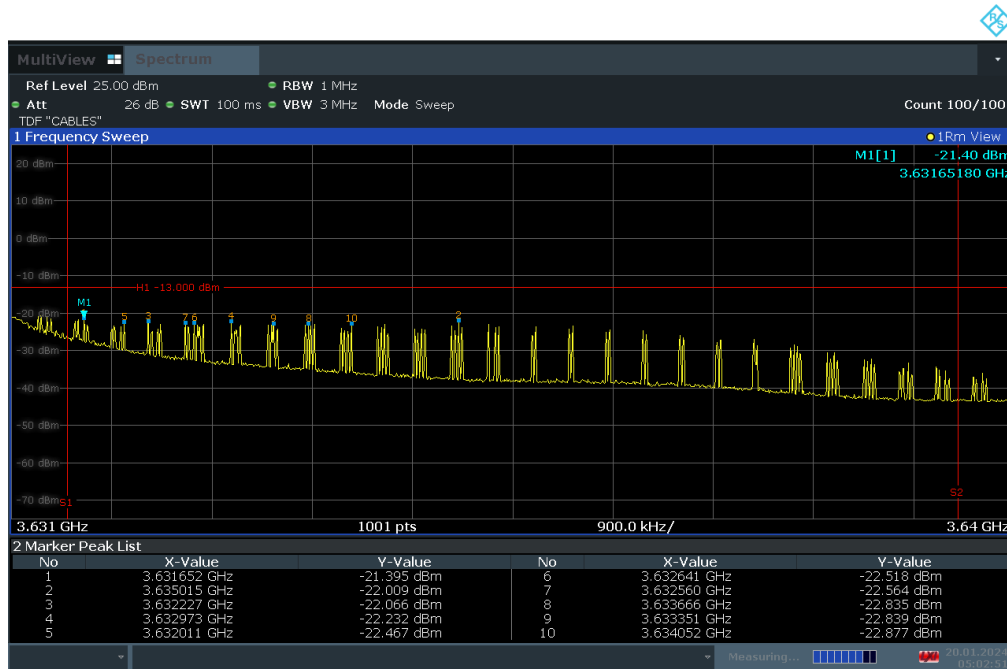 R S
MultiView Spectrum
Ref Level 25.00 dBm RBW 1 MHz
Att 26 dB SWT 100 ms VBW 3 MHz Mode Sweep Count 100/100
TDF "CABLES"
1 Frequency Sweep 1Rm View
M1[1] -21.40 dBm
3.63165180 GHz
20 dBm
10 dBm
0 dBm
-10 dBm
H1 -13.000 dBm
M1
-20 dBm
5 3 7 6 4 9 8 10 2
-30 dBm
-40 dBm
-50 dBm
-60 dBm
-70 dBm
S1 S2
3.631 GHz 1001 pts 900.0 kHz/ 3.64 GHz
2 Marker Peak List
No X-Value Y-Value No X-Value Y-Value
1 3.631652 GHz -21.395 dBm 6 3.632641 GHz -22.518 dBm
2 3.635015 GHz -22.009 dBm 7 3.632560 GHz -22.564 dBm
3 3.632227 GHz -22.066 dBm 8 3.633666 GHz -22.835 dBm
4 3.632973 GHz -22.232 dBm 9 3.633351 GHz -22.839 dBm
5 3.632011 GHz -22.467 dBm 10 3.634052 GHz -22.877 dBm
Measuring... 20.01.2024